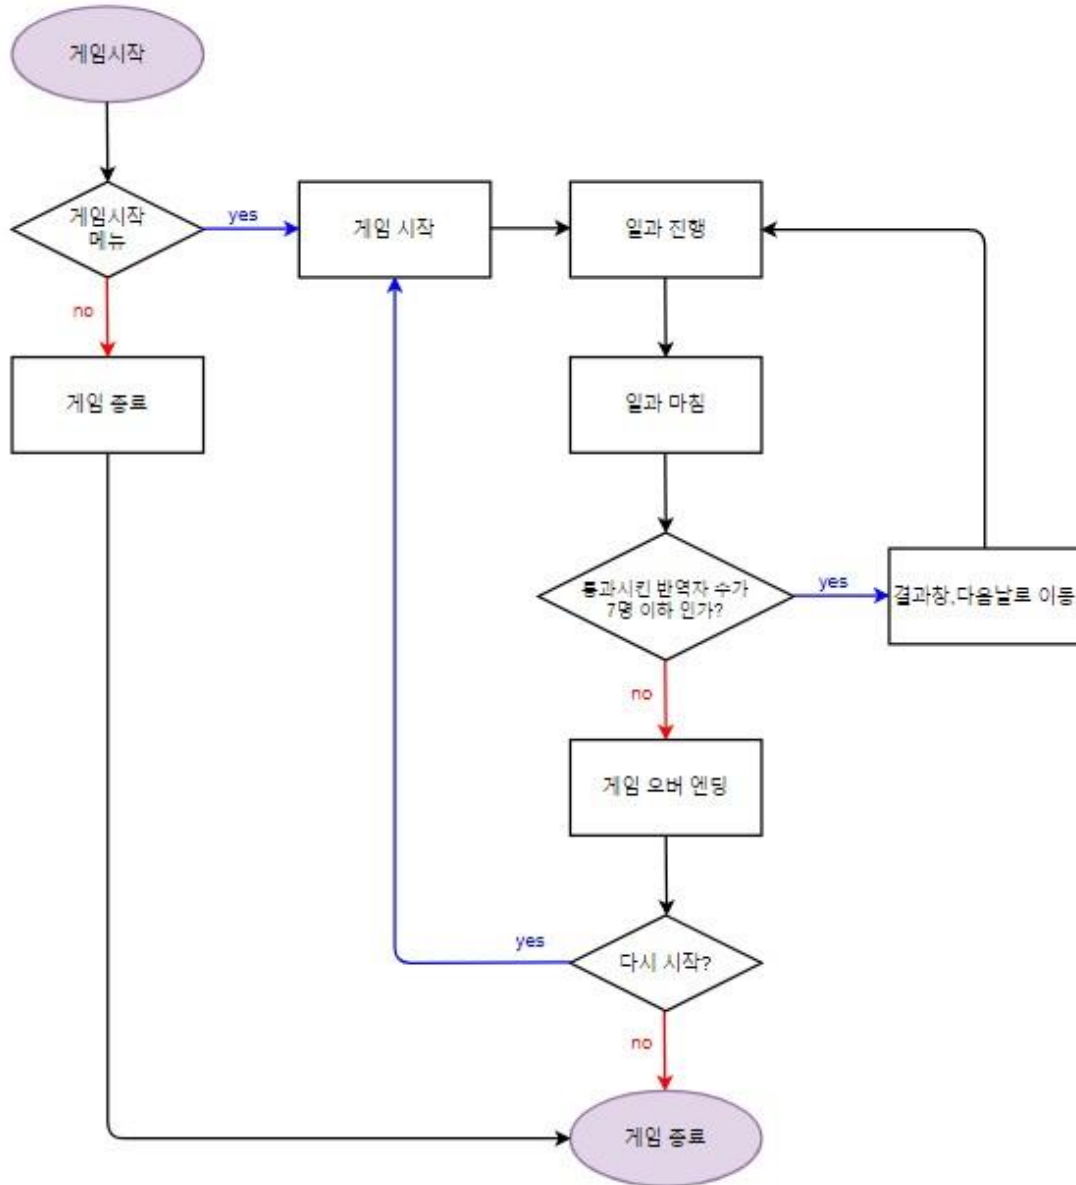 게임시작
게임시작
메뉴
yes
게임 시작
일과 진행
no
게임 종료
일과 마침
통과시킨 반역자 수가
7명 이하 인가?
yes
결과창,다음날로 이동
no
게임 오버 엔딩
yes
다시 시작?
no
게임 종료